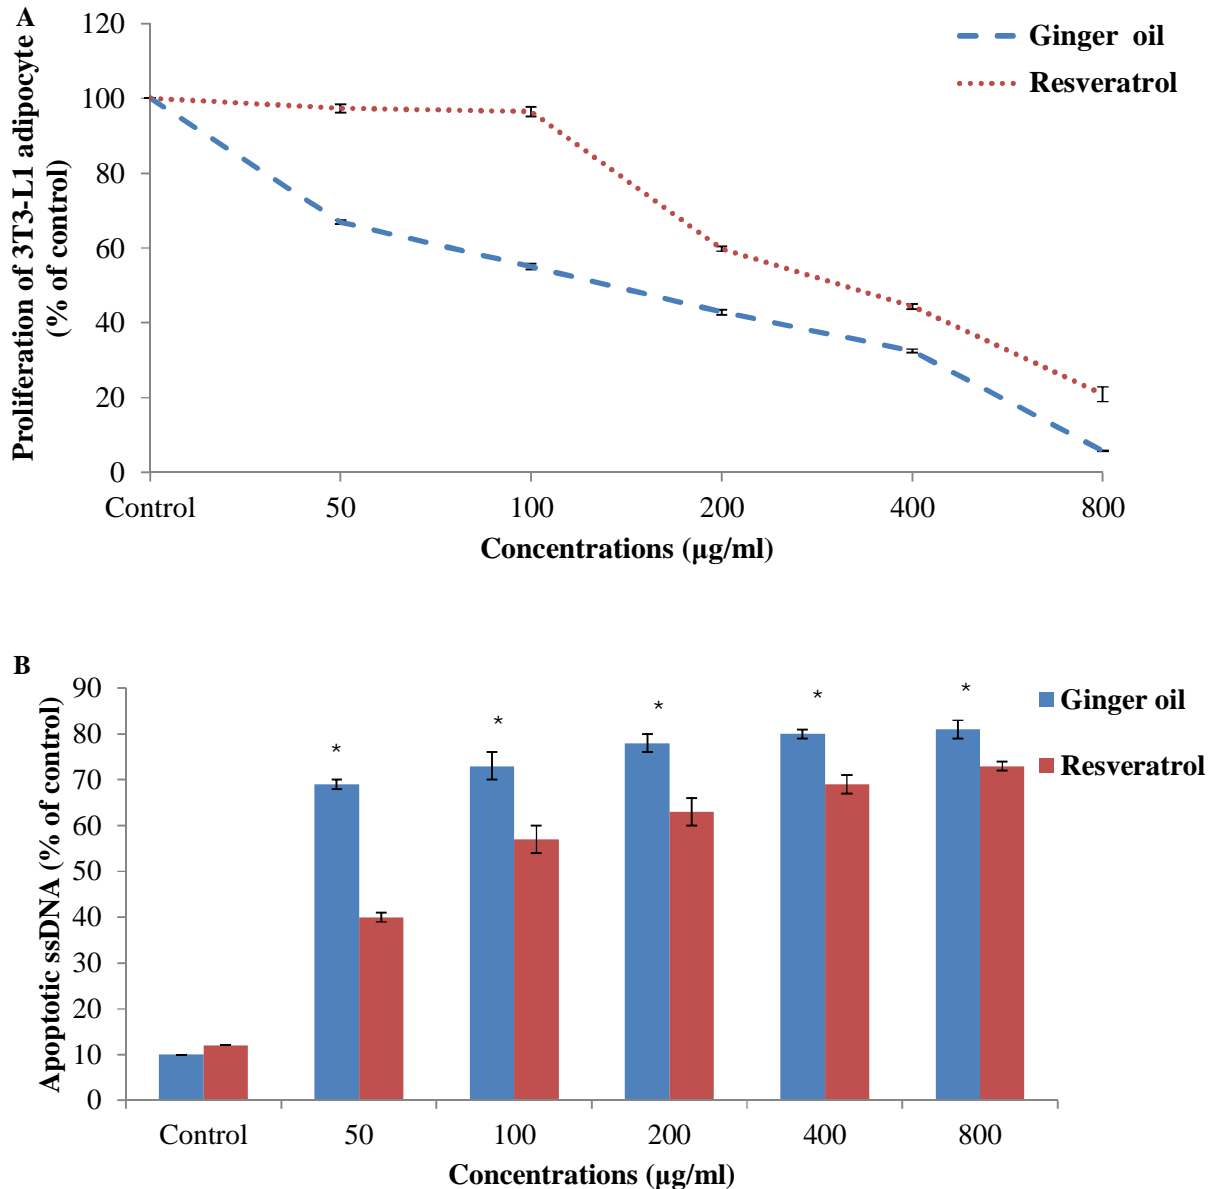 A
Proliferation of 3T3-L1 adipocyte
(% of control)
120
100
80
60
40
20
0
Ginger oil
Resveratrol
Control 50 100 200 400 800
Concentrations (µg/ml)
B
Apoptotic ssDNA (% of control)
90
80
70
60
50
40
30
20
10
0
* * * * *
Ginger oil
Resveratrol
Control 50 100 200 400 800
Concentrations (µg/ml)